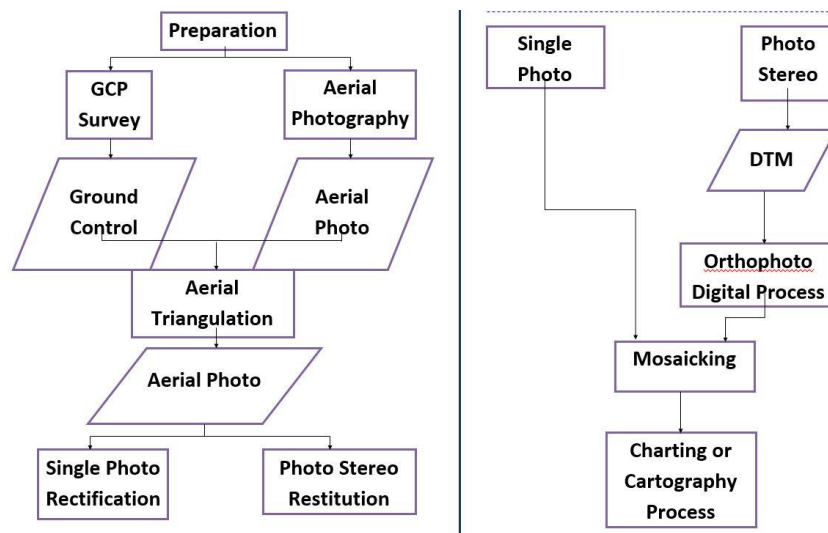 Preparation
GCP
Survey
Aerial
Photography
Ground
Control
Aerial
Photo
Aerial
Triangulation
Aerial Photo
Single Photo
Rectification
Photo Stereo
Restitution
Single
Photo
Photo
Stereo
DTM
Orthophoto
Digital Process
Mosaicking
Charting or
Cartography
Process